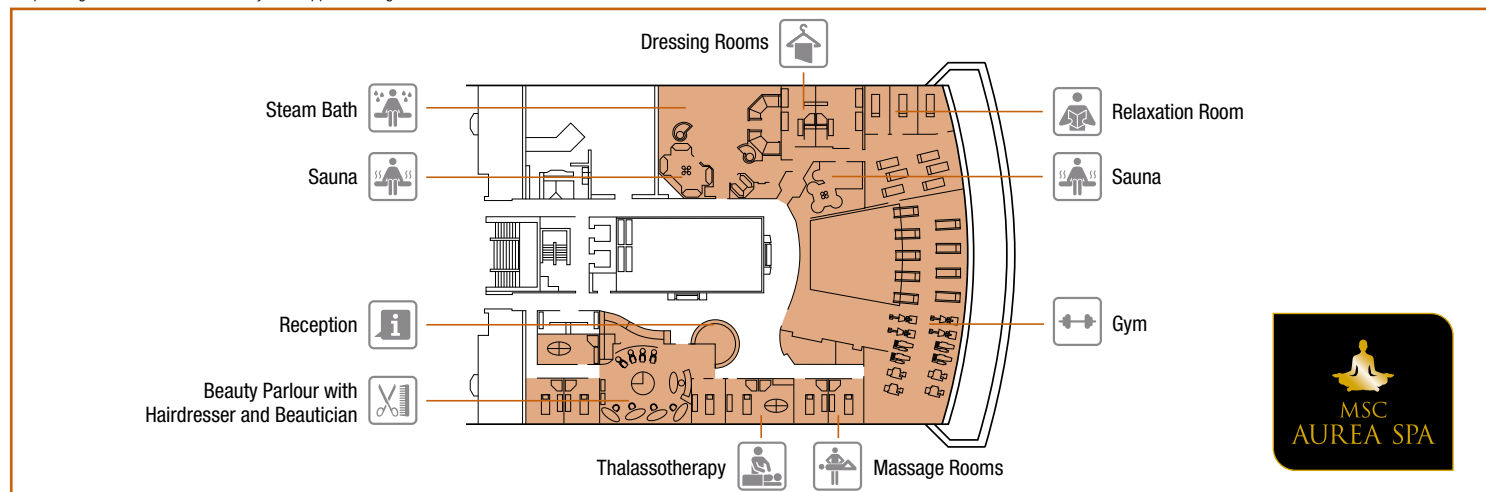 Dressing Rooms
Steam Bath
Relaxation Room
Sauna
Sauna
Reception
Gym
Beauty Parlour with
Hairdresser and Beautician
MSC
AUREA SPA
Thalassotherapy
Massage Rooms